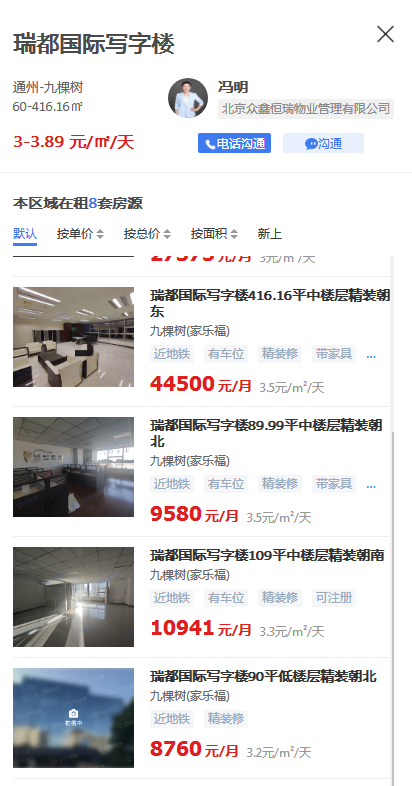 瑞都国际写字楼
通州-九棵树
60-416.16㎡
冯明
北京众鑫恒瑞物业管理有限公司
3-3.89 元/㎡/天
电话沟通
沟通
本区域在租8套房源
默认 按单价 按总价 按面积 新上
27375 元/月 3元/m²/天
瑞都国际写字楼416.16平中楼层精装朝
东
九棵树(家乐福)
近地铁 有车位 精装修 带家具 ...
44500 元/月 3.5元/m²/天
瑞都国际写字楼89.99平中楼层精装朝
北
九棵树(家乐福)
近地铁 有车位 精装修 带家具 ...
9580 元/月 3.5元/m²/天
瑞都国际写字楼109平中楼层精装朝南
九棵树(家乐福)
近地铁 有车位 精装修 可注册
10941 元/月 3.3元/m²/天
瑞都国际写字楼90平低楼层精装朝北
九棵树(家乐福)
近地铁 精装修
拍摄中
8760 元/月 3.2元/m²/天